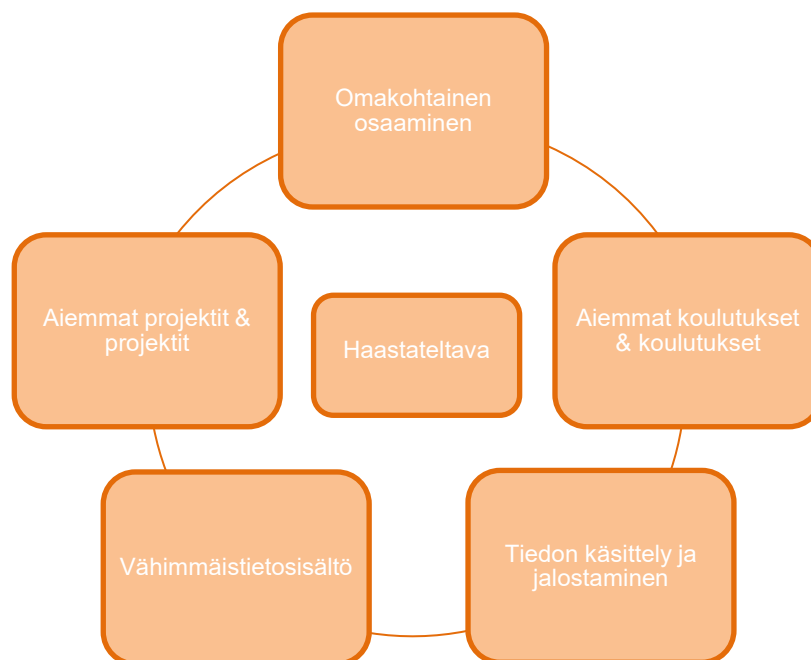 Omakohtainen
osaaminen
Aiemmat projektit &
projektit
Haastateltava
Aiemmat koulutukset
& koulutukset
Vähimmäistietosisältö
Tiedon käsittely ja
jalostaminen